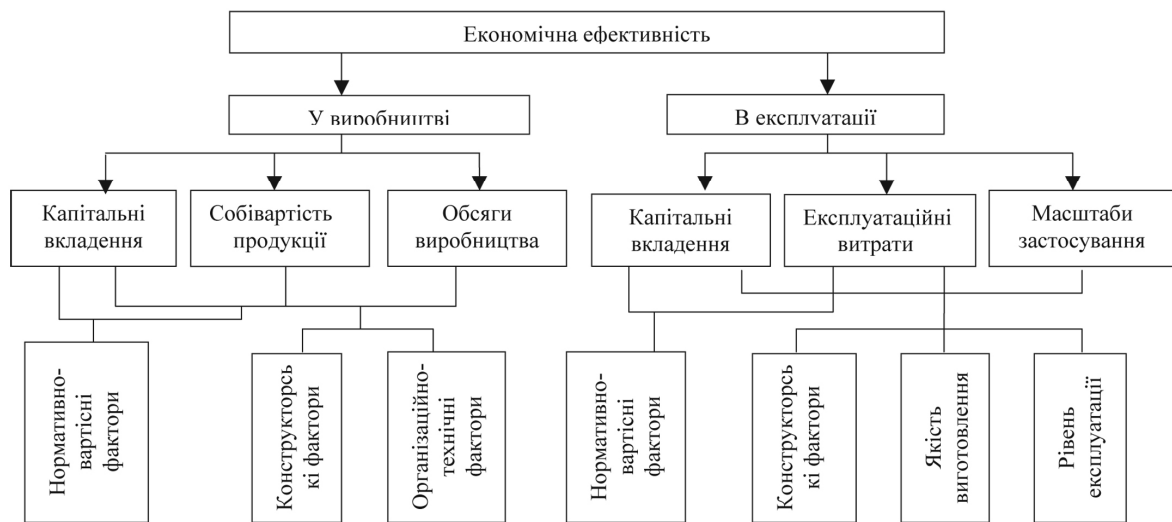 Економічна ефективність
У виробництві
В експлуатації
Капітальні
вкладення
Собівартість
продукції
Обсяги
виробництва
Капітальні
вкладення
Експлуатаційні
витрати
Масштаби
застосування
Нормативно-
вартісні
фактори
Конструкторсь
кі фактори
Організаційно-
технічні
фактори
Нормативно-
вартісні
фактори
Конструкторсь
кі фактори
Якість
виготовлення
Рівень
експлуатації